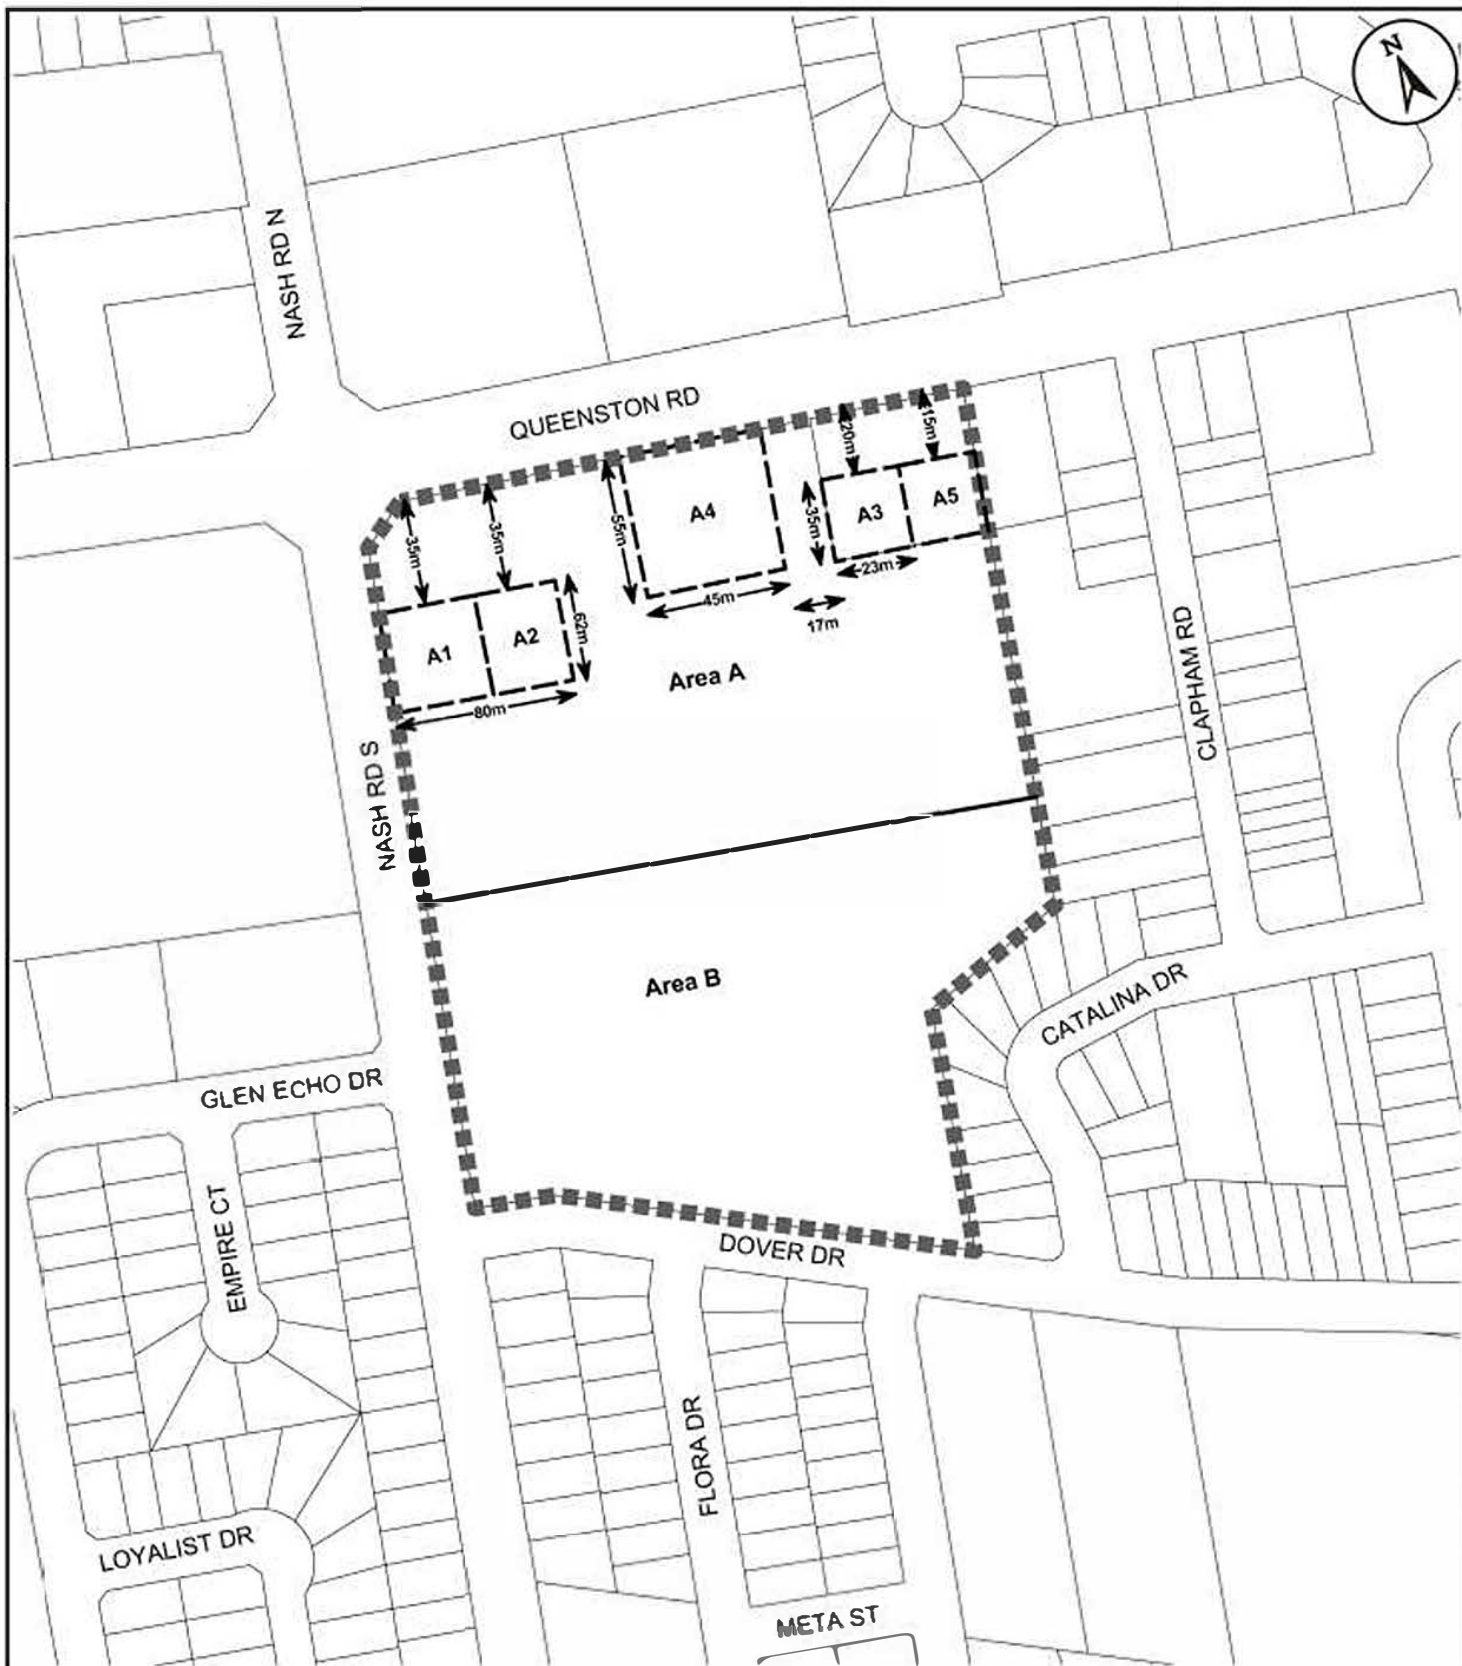 N
NASH RD N
QUEENSTON RD
20m
15m
35m
35m
55m
A4
35m
A3
A5
23m
45m
17m
A1
A2
62m
80m
Area A
CLAPHAM RD
NASH RD S
Area B
CATALINA DR
GLEN ECHO DR
EMPIRE CT
DOVER DR
FLORA DR
LOYALIST DR
META ST